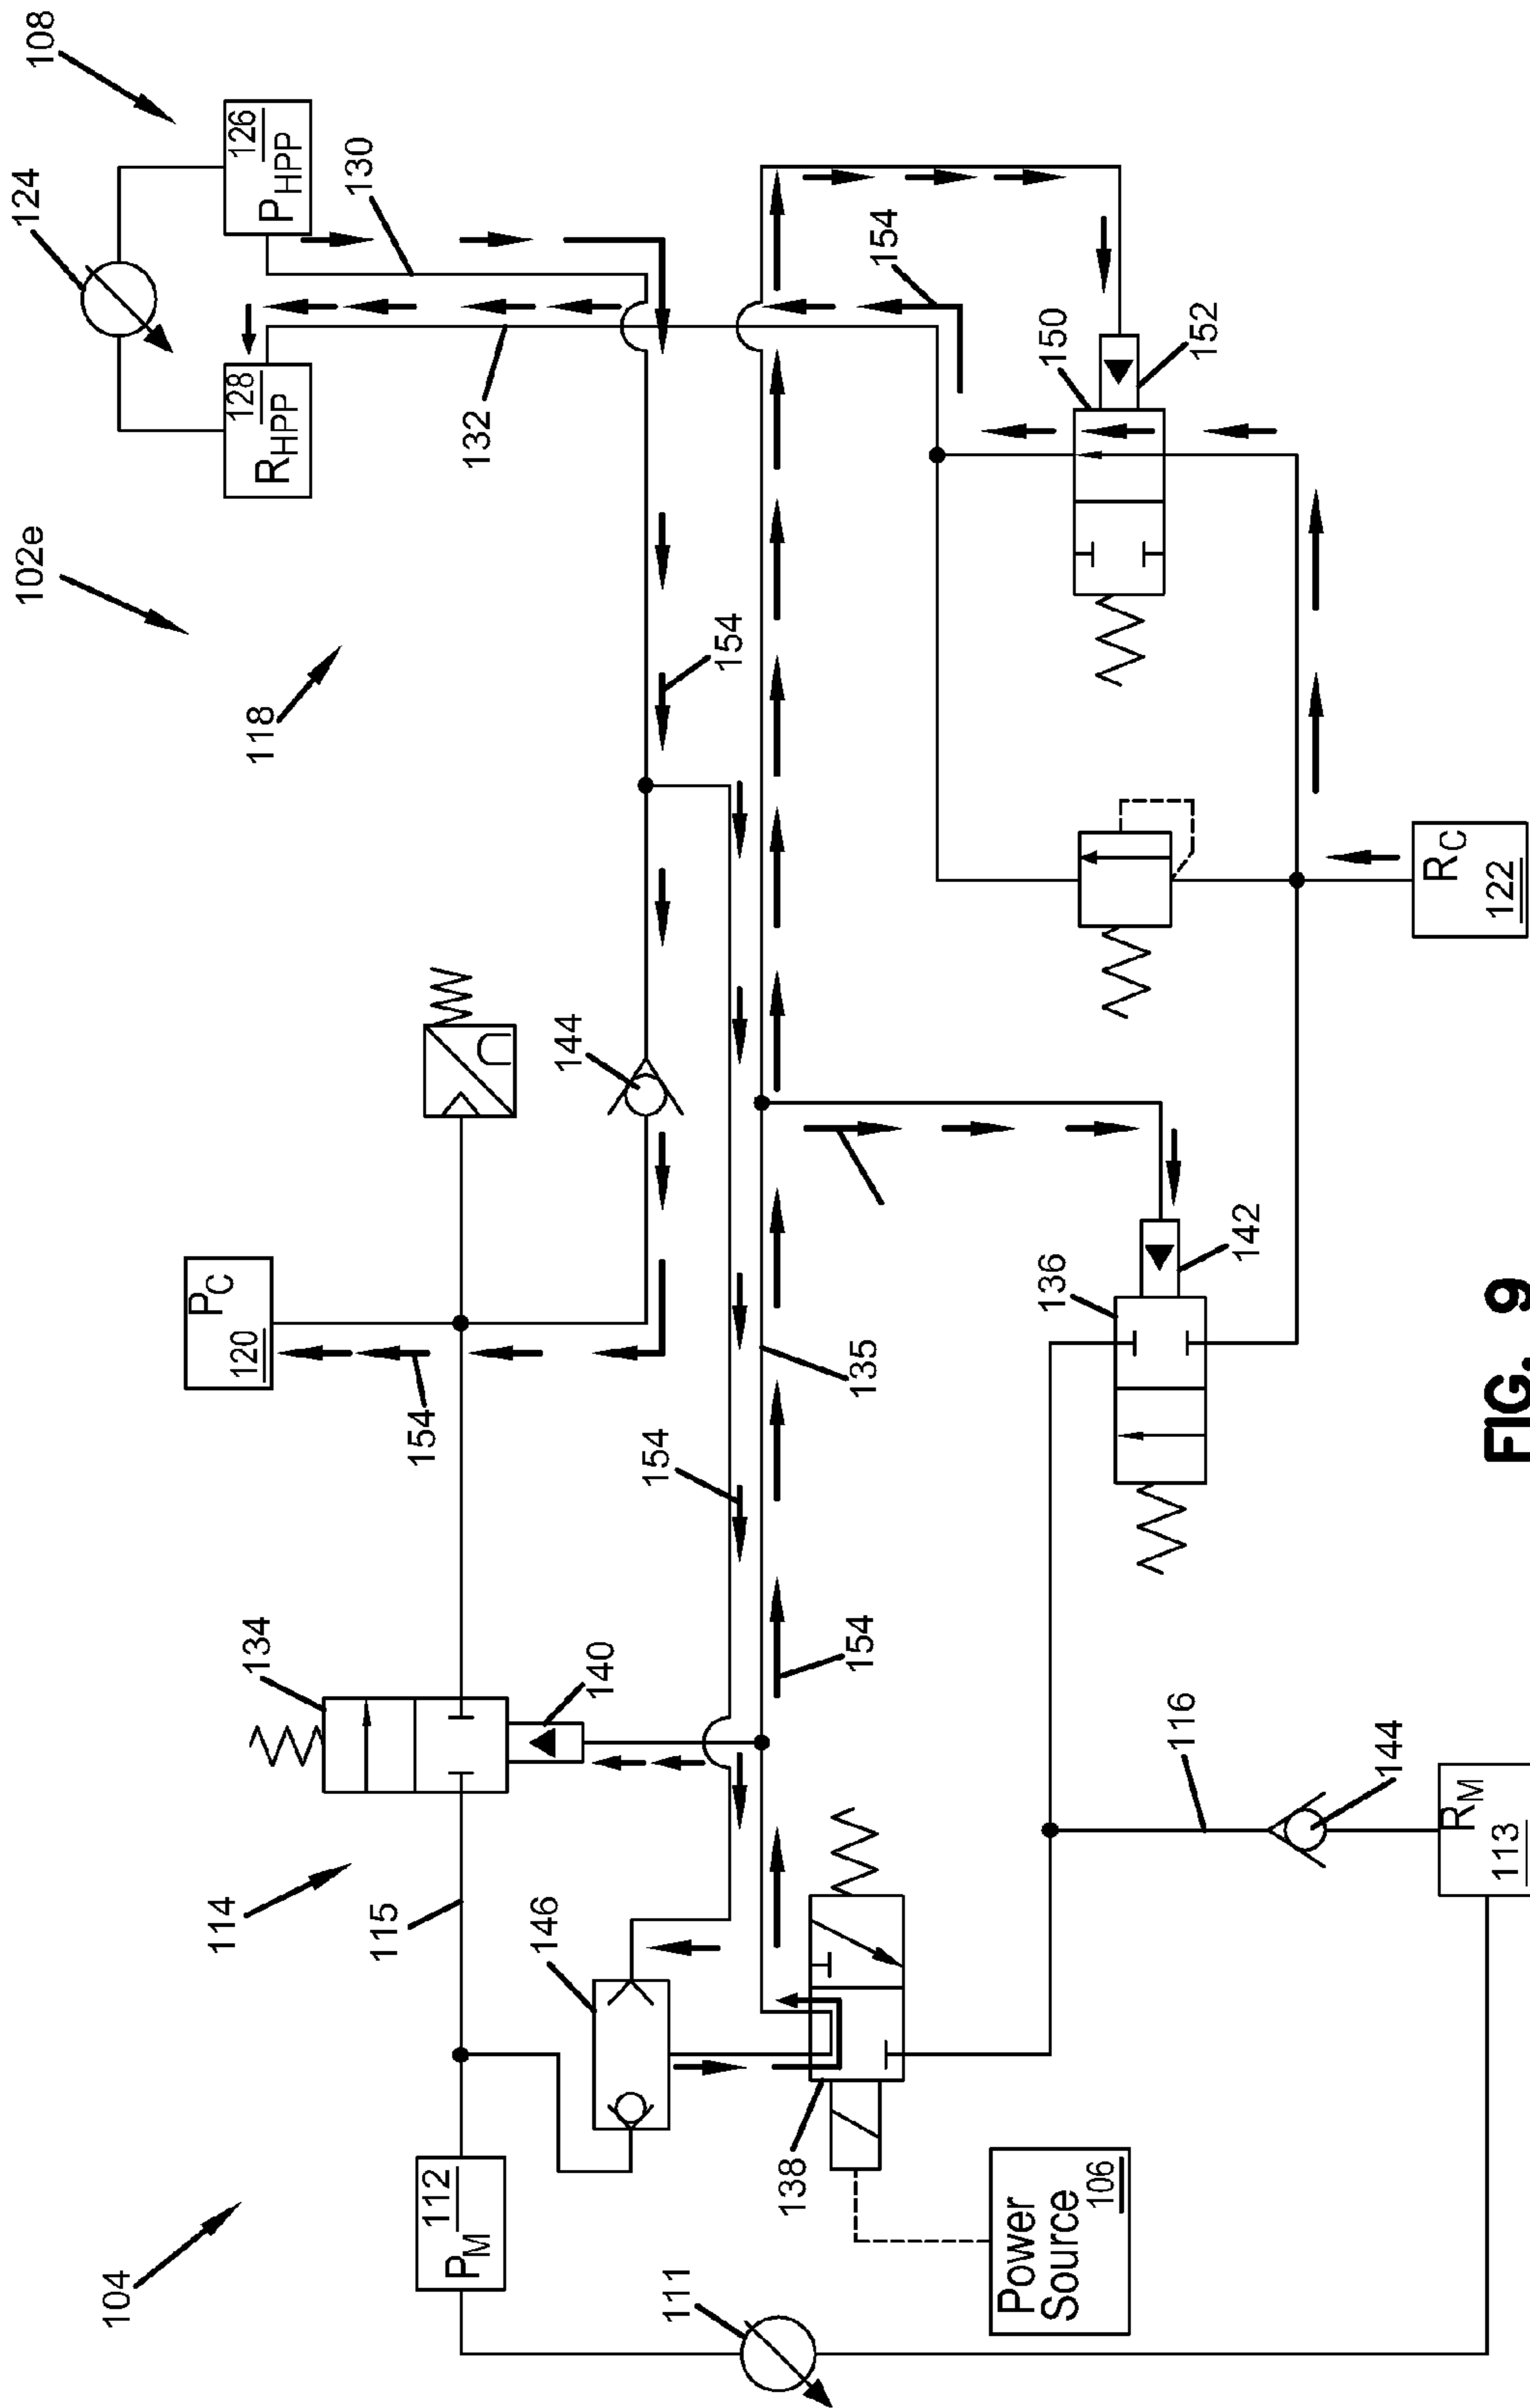 104
114
118
102e
108
124
P_M 112
115
134
P_C
120
R_HPP 128
P_HPP 126
154
144
132
130
111
146
140
154
154
138
135
154
Power
Source 106
154
116
144
136
142
150
152
R_M
113
R_C
122
FIG. 9